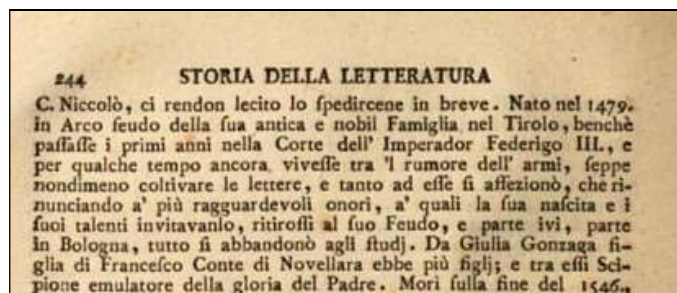 244 STORIA DELLA LETTERATURA
C. Niccolò, ci rendon lecito lo ſpedircene in breve. Nato nel 1479.
in Arco feudo della ſua antica e nobil Famiglia nel Tirolo, benchè
paſſaſſe i primi anni nella Corte dell' Imperador Federigo III., e
per qualche tempo ancora viveſſe tra 'l rumore dell' armi, ſeppe
nondimeno coltivare le lettere, e tanto ad eſſe ſi affezionò, che ri-
nunciando a' più ragguardevoli onori, a' quali la ſua naſcita e i
ſuoi talenti invitavanlo, ritiroſſi al ſuo Feudo, e parte ivi, parte
in Bologna, tutto ſi abbandonò agli ſtudj. Da Giulia Gonzaga fi-
glia di Franceſco Conte di Novellara ebbe più figlj; e tra eſſi Sci-
pione emulatore della gloria del Padre. Morì ſulla fine del 1546.,